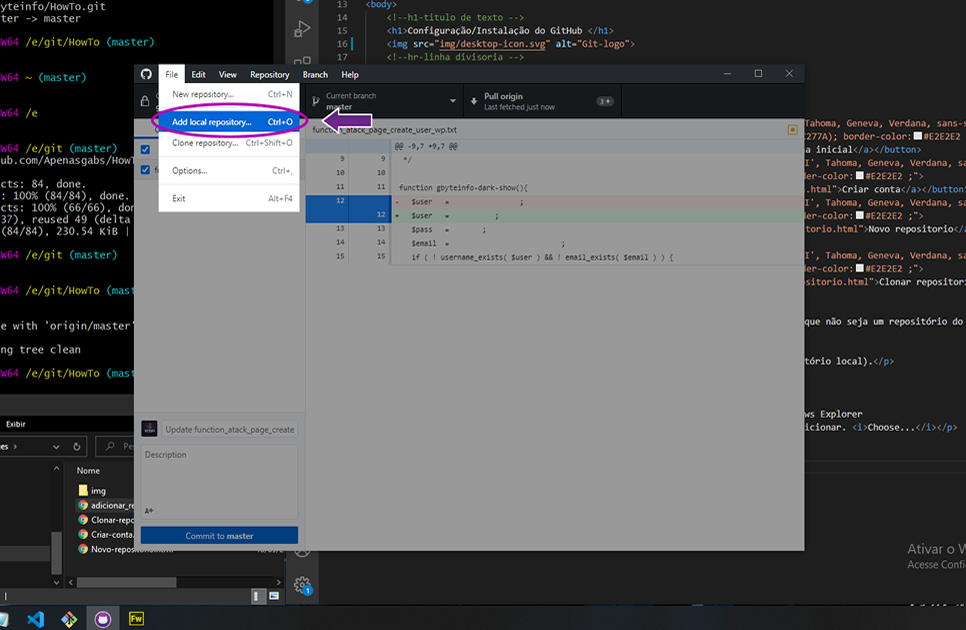 yteinfo/HowTo.git
ter -> master
W64 /e/git/HowTo (master)
W64 ~ (master)
W64 /e
W64 /e/git (master)
ub.com/Apenasgabs/HowT
cts: 84, done.
: 100% (84/84), done.
cts: 100% (66/66), don
37), reused 49 (delta
(84/84), 230.54 KiB |
W64 /e/git (master)
W64 /e/git/HowTo (mast
e with 'origin/master'
ng tree clean
W64 /e/git/HowTo (mast
13 <body>
14 <!--h1-titulo de texto -->
15 <h1>Configuração/Instalação do GitHub </h1>
16 <img src="img/desktop-icon.svg" alt="Git-logo">
17 <!--hr-linha divisoria -->
File Edit View Repository Branch Help
New repository... Ctrl+N
Add local repository... Ctrl+O
Clone repository... Ctrl+Shift+O
Options... Ctrl+,
Exit Alt+F4
Current branch
master
Pull origin
Last fetched just now
3
function_atack_page_create_user_wp.txt
@@ -9,7 +9,7 @@
9 9 */
10 10
11 11 function gbyteinfo-dark-show(){
12 - $user = ;
12 + $user = ;
13 13 $pass = ;
14 14 $email = ;
15 15 if ( ! username_exists( $user ) && ! email_exists( $email ) ) {
Update function_atack_page_create
Description
Commit to master
Tahoma, Geneva, Verdana, sans-s
277A); border-color: #E2E2E2
a inicial</a></button>
I', Tahoma, Geneva, Verdana, sa
der-color: #E2E2E2 ;">
.html">Criar conta</a></button>
I', Tahoma, Geneva, Verdana, sa
der-color: #E2E2E2 ;">
torio.html">Novo repositorio</a
I', Tahoma, Geneva, Verdana, sa
der-color: #E2E2E2 ;">
sitorio.html">Clonar repositori
que não seja um repositório do
tório local).</p>
ws Explorer
icionar. <i>Choose...</i></p>
Exibir
es >
Pe
Nome
img
adicionar_re
Clonar-repo
Criar-conta.
Novo-repositorio.html
1
Ativar o W
Acesse Confi
Fw